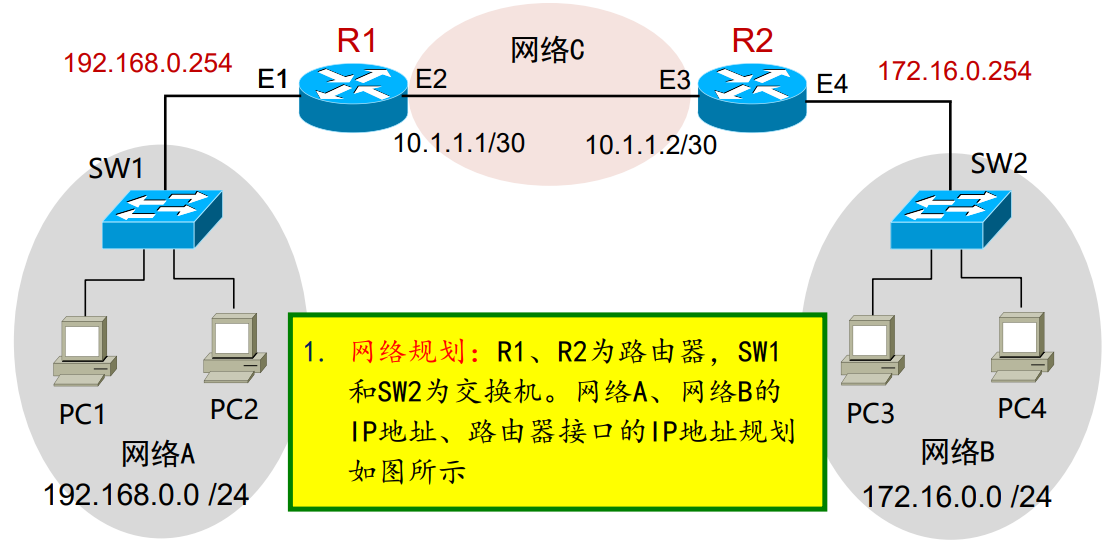 R1
网络C
R2
192.168.0.254
E1
E2
E3
E4
172.16.0.254
10.1.1.1/30
10.1.1.2/30
SW1
SW2
1. 网络规划：R1、R2为路由器，SW1
和SW2为交换机。网络A、网络B的
IP地址、路由器接口的IP地址规划
如图所示
PC1
PC2
PC3
PC4
网络A
192.168.0.0 /24
网络B
172.16.0.0 /24